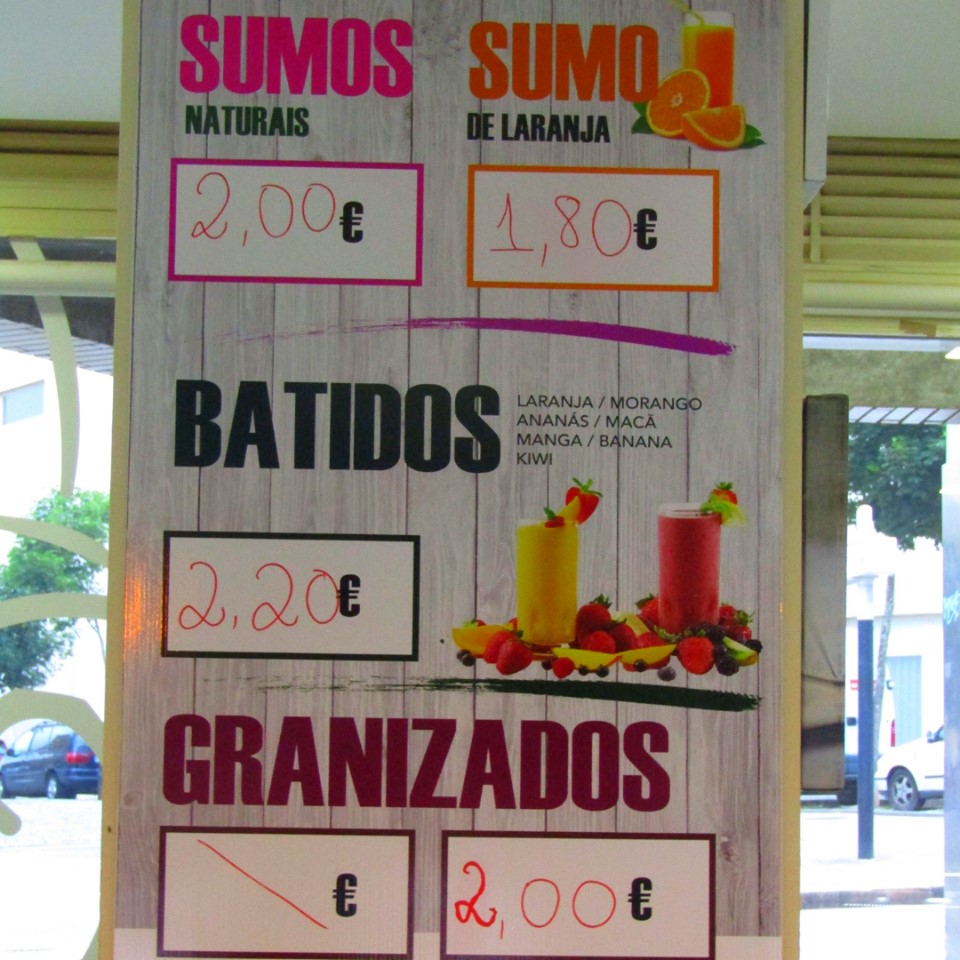 SUMOS
NATURAIS
2,00€
SUMO
DE LARANJA
1,80€
BATIDOS
LARANJA / MORANGO
ANANÁS / MACÃ
MANGA / BANANA
KIWI
2,20€
GRANIZADOS
€
2,00€